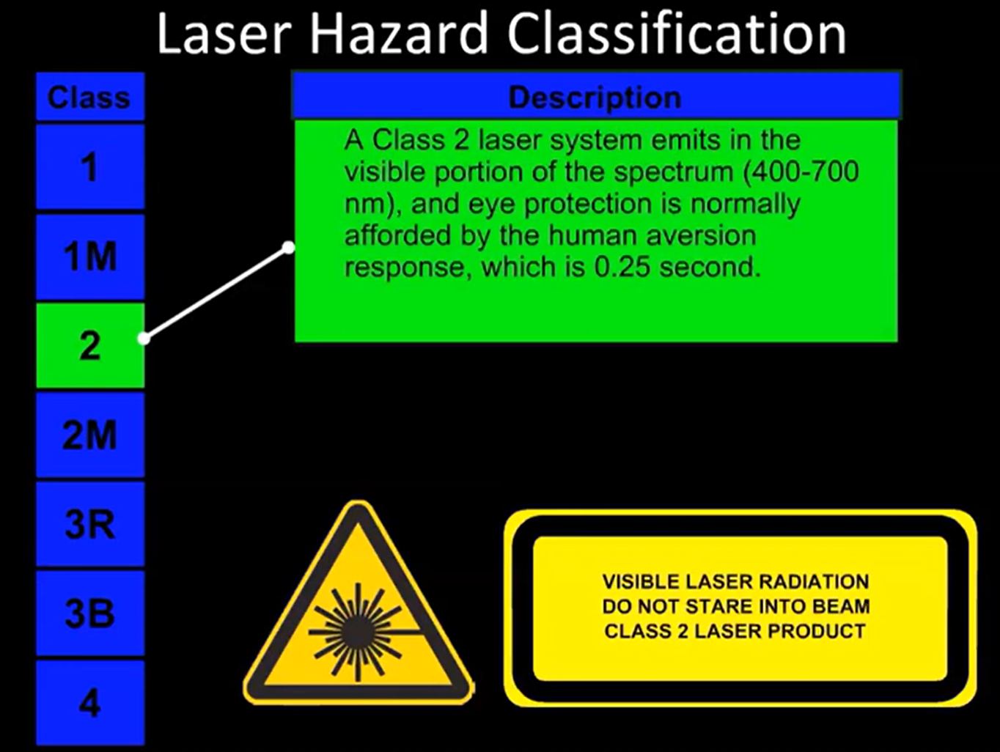 Laser Hazard Classification
Class
1
1M
2
2M
3R
3B
4
Description
A Class 2 laser system emits in the
visible portion of the spectrum (400-700
nm), and eye protection is normally
afforded by the human aversion
response, which is 0.25 second.
VISIBLE LASER RADIATION
DO NOT STARE INTO BEAM
CLASS 2 LASER PRODUCT